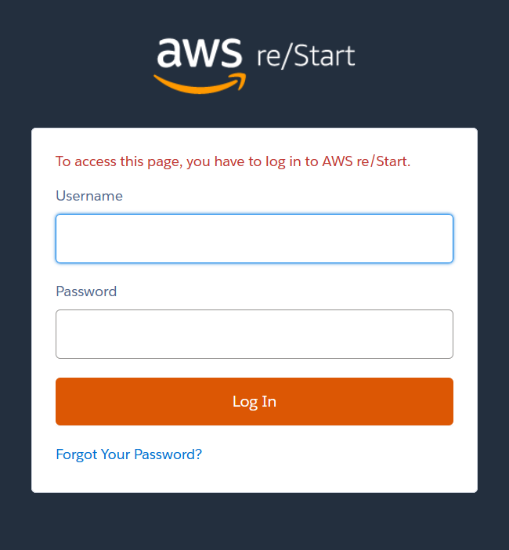 aws re/Start
To access this page, you have to log in to AWS re/Start.
Username
Password
Log In
Forgot Your Password?